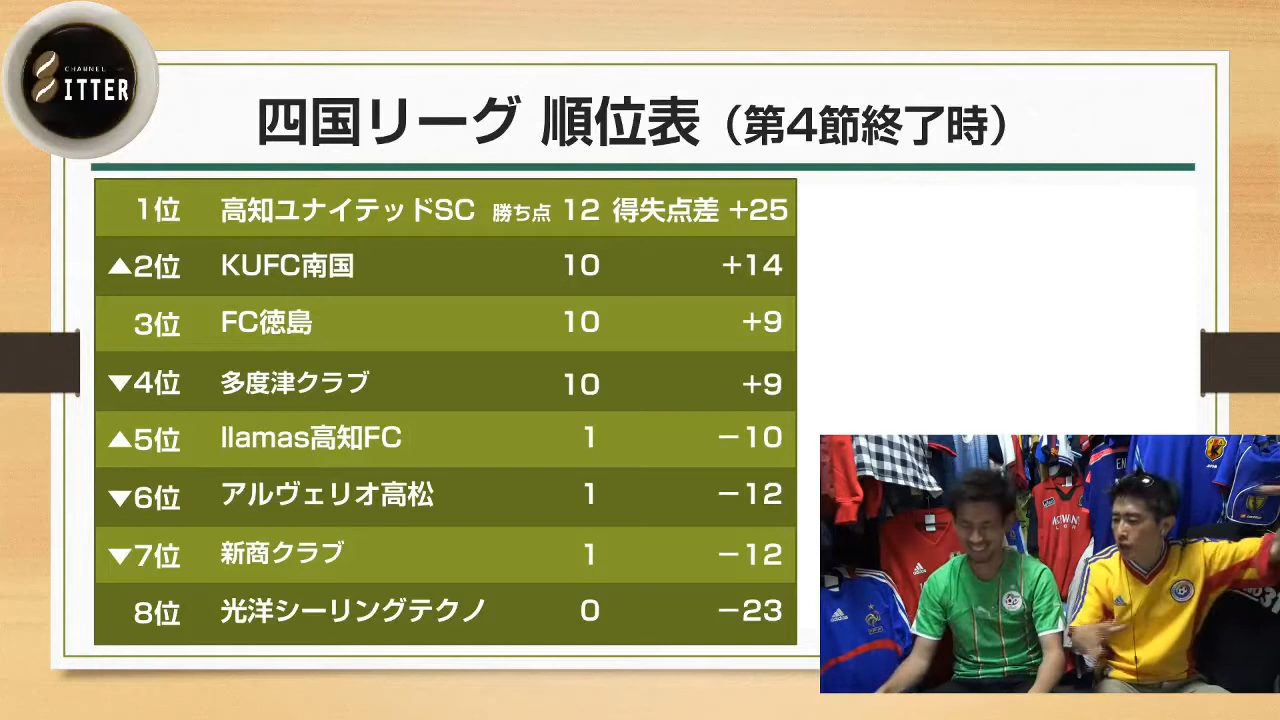 CHANNEL
ITTER
四国リーグ 順位表（第4節終了時）
1位 高知ユナイテッドSC 勝ち点 12 得失点差 +25
▲2位 KUFC南国 10 +14
3位 FC徳島 10 +9
▼4位 多度津クラブ 10 +9
▲5位 llamas高知FC 1 −10
▼6位 アルヴェリオ高松 1 −12
▼7位 新商クラブ 1 −12
8位 光洋シーリングテクノ 0 −23